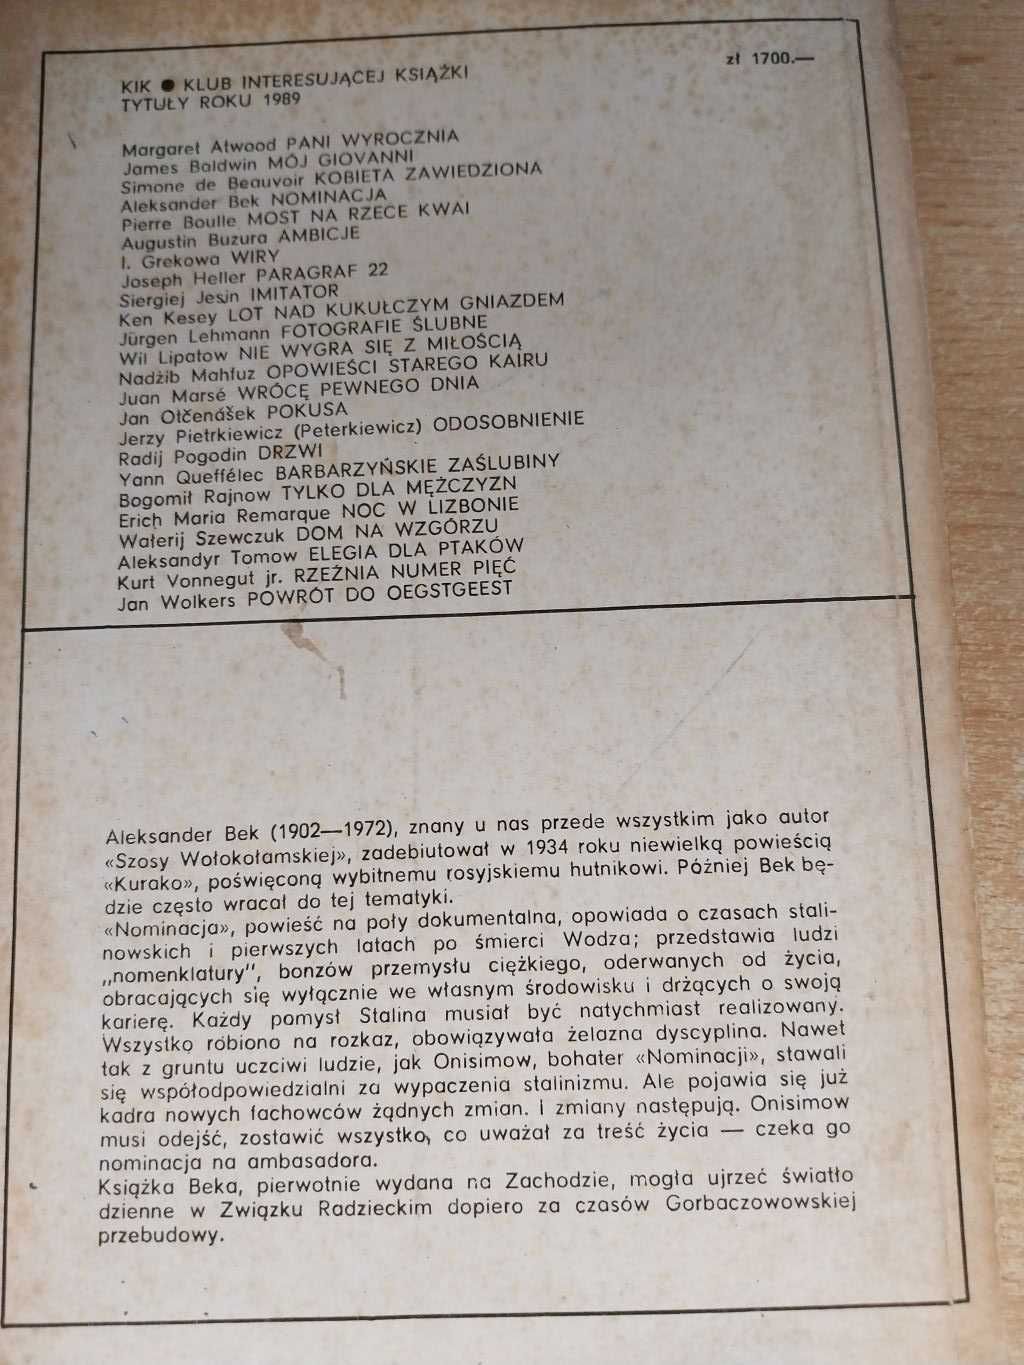 KIK ● KLUB INTERESUJĄCEJ KSIĄŻKI
TYTUŁY ROKU 1989
zł 1700.—
Margaret Atwood PANI WYROCZNIA
James Baldwin MÓJ GIOVANNI
Simone de Beauvoir KOBIETA ZAWIEDZIONA
Aleksander Bek NOMINACJA
Pierre Boulle MOST NA RZECE KWAI
Augustin Buzura AMBICJE
I. Grekowa WIRY
Joseph Heller PARAGRAF 22
Siergiej Jesin IMITATOR
Ken Kesey LOT NAD KUKUŁCZYM GNIAZDEM
Jürgen Lehmann FOTOGRAFIE ŚLUBNE
Wil Lipatow NIE WYGRA SIĘ Z MIŁOŚCIĄ
Nadżib Mahfuz OPOWIEŚCI STAREGO KAIRU
Juan Marsé WRÓCĘ PEWNEGO DNIA
Jan Otčenášek POKUSA
Jerzy Pietrkiewicz (Peterkiewicz) ODOSOBNIENIE
Radij Pogodin DRZWI
Yann Queffélec BARBARZYŃSKIE ZAŚLUBINY
Bogomił Rajnow TYLKO DLA MĘŻCZYZN
Erich Maria Remarque NOC W LIZBONIE
Walerij Szewczuk DOM NA WZGÓRZU
Aleksandyr Tomow ELEGIA DLA PTAKÓW
Kurt Vonnegut jr. RZEŹNIA NUMER PIĘĆ
Jan Wolkers POWRÓT DO OEGSTGEEST
Aleksander Bek (1902—1972), znany u nas przede wszystkim jako autor
«Szosy Wołokołamskiej», zadebiutował w 1934 roku niewielką powieścią
«Kurako», poświęconą wybitnemu rosyjskiemu hutnikowi. Później Bek bę-
dzie często wracał do tej tematyki.
«Nominacja», powieść na poły dokumentalna, opowiada o czasach stali-
nowskich i pierwszych latach po śmierci Wodza; przedstawia ludzi
„nomenklatury", bonzów przemysłu ciężkiego, oderwanych od życia,
obracających się wyłącznie we własnym środowisku i drżących o swoją
karierę. Każdy pomysł Stalina musiał być natychmiast realizowany.
Wszystko robiono na rozkaz, obowiązywała żelazna dyscyplina. Nawet
tak z gruntu uczciwi ludzie, jak Onisimow, bohater «Nominacji», stawali
się współodpowiedzialni za wypaczenia stalinizmu. Ale pojawia się już
kadra nowych fachowców żądnych zmian. I zmiany następują. Onisimow
musi odejść, zostawić wszystko, co uważał za treść życia — czeka go
nominacja na ambasadora.
Książka Beka, pierwotnie wydana na Zachodzie, mogła ujrzeć światło
dzienne w Związku Radzieckim dopiero za czasów Gorbaczowowskiej
przebudowy.